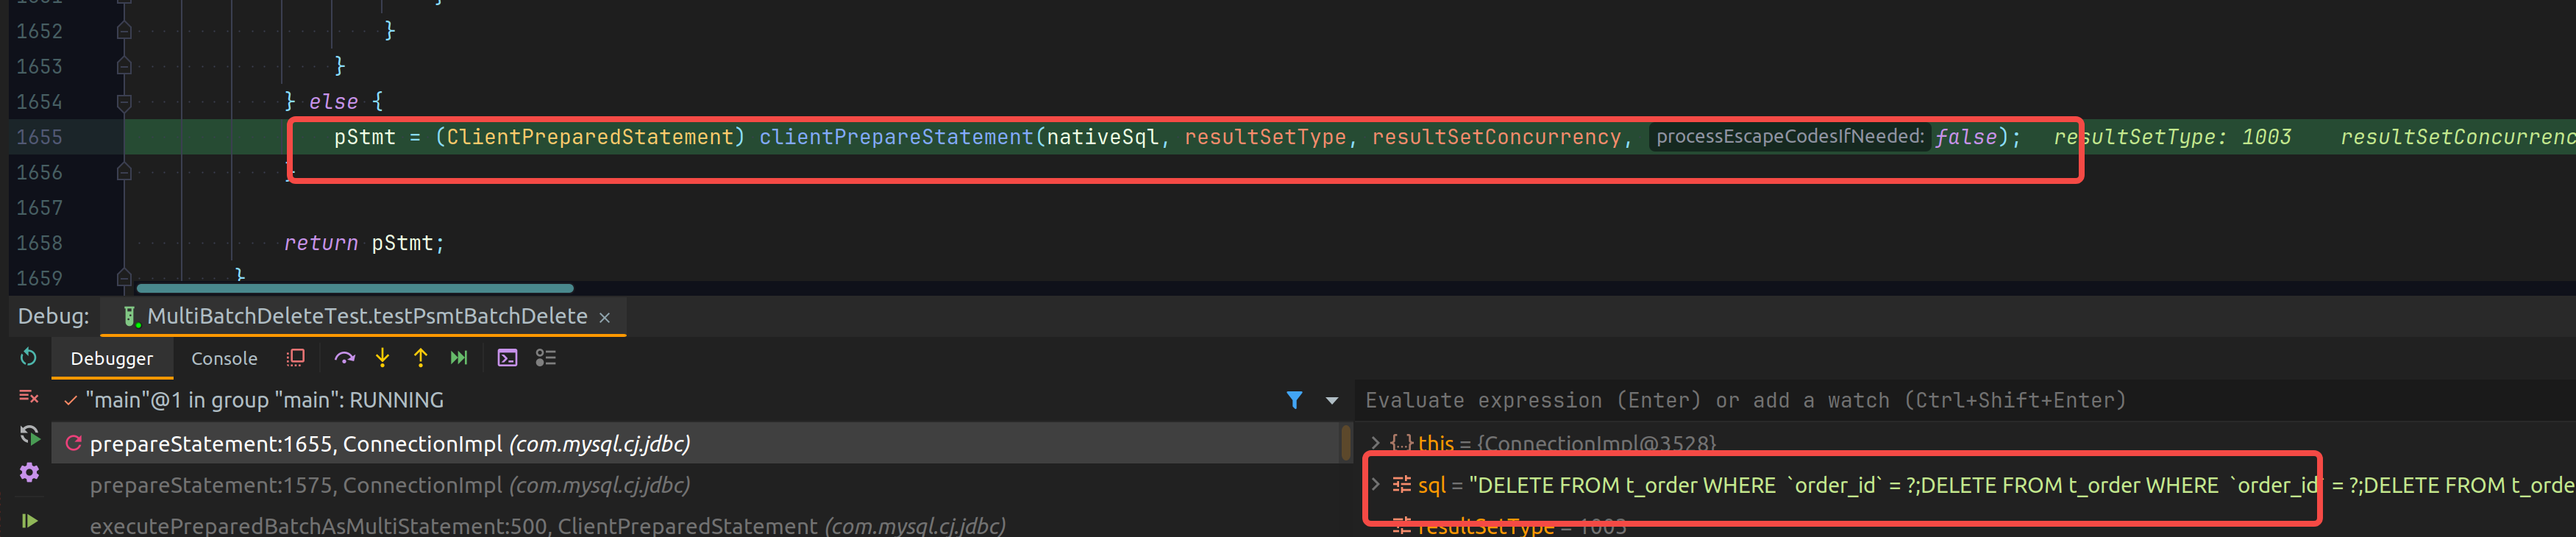 1651 }
1652 }
1653 }
1654 } else {
1655 pStmt = (ClientPreparedStatement) clientPrepareStatement(nativeSql, resultSetType, resultSetConcurrency, processEscapeCodesIfNeeded: false); resultSetType: 1003 resultSetConcurrenc
1656 }
1657
1658 return pStmt;
1659 }
Debug: MultiBatchDeleteTest.testPsmtBatchDelete ×
Debugger Console
"main"@1 in group "main": RUNNING
Evaluate expression (Enter) or add a watch (Ctrl+Shift+Enter)
prepareStatement:1655, ConnectionImpl (com.mysql.cj.jdbc)
this = {ConnectionImpl@3528}
prepareStatement:1575, ConnectionImpl (com.mysql.cj.jdbc)
sql = "DELETE FROM t_order WHERE `order_id` = ?;DELETE FROM t_order WHERE `order_id` = ?;DELETE FROM t_orde
executePreparedBatchAsMultiStatement:500, ClientPreparedStatement (com.mysql.cj.jdbc)
resultSetType = 1003